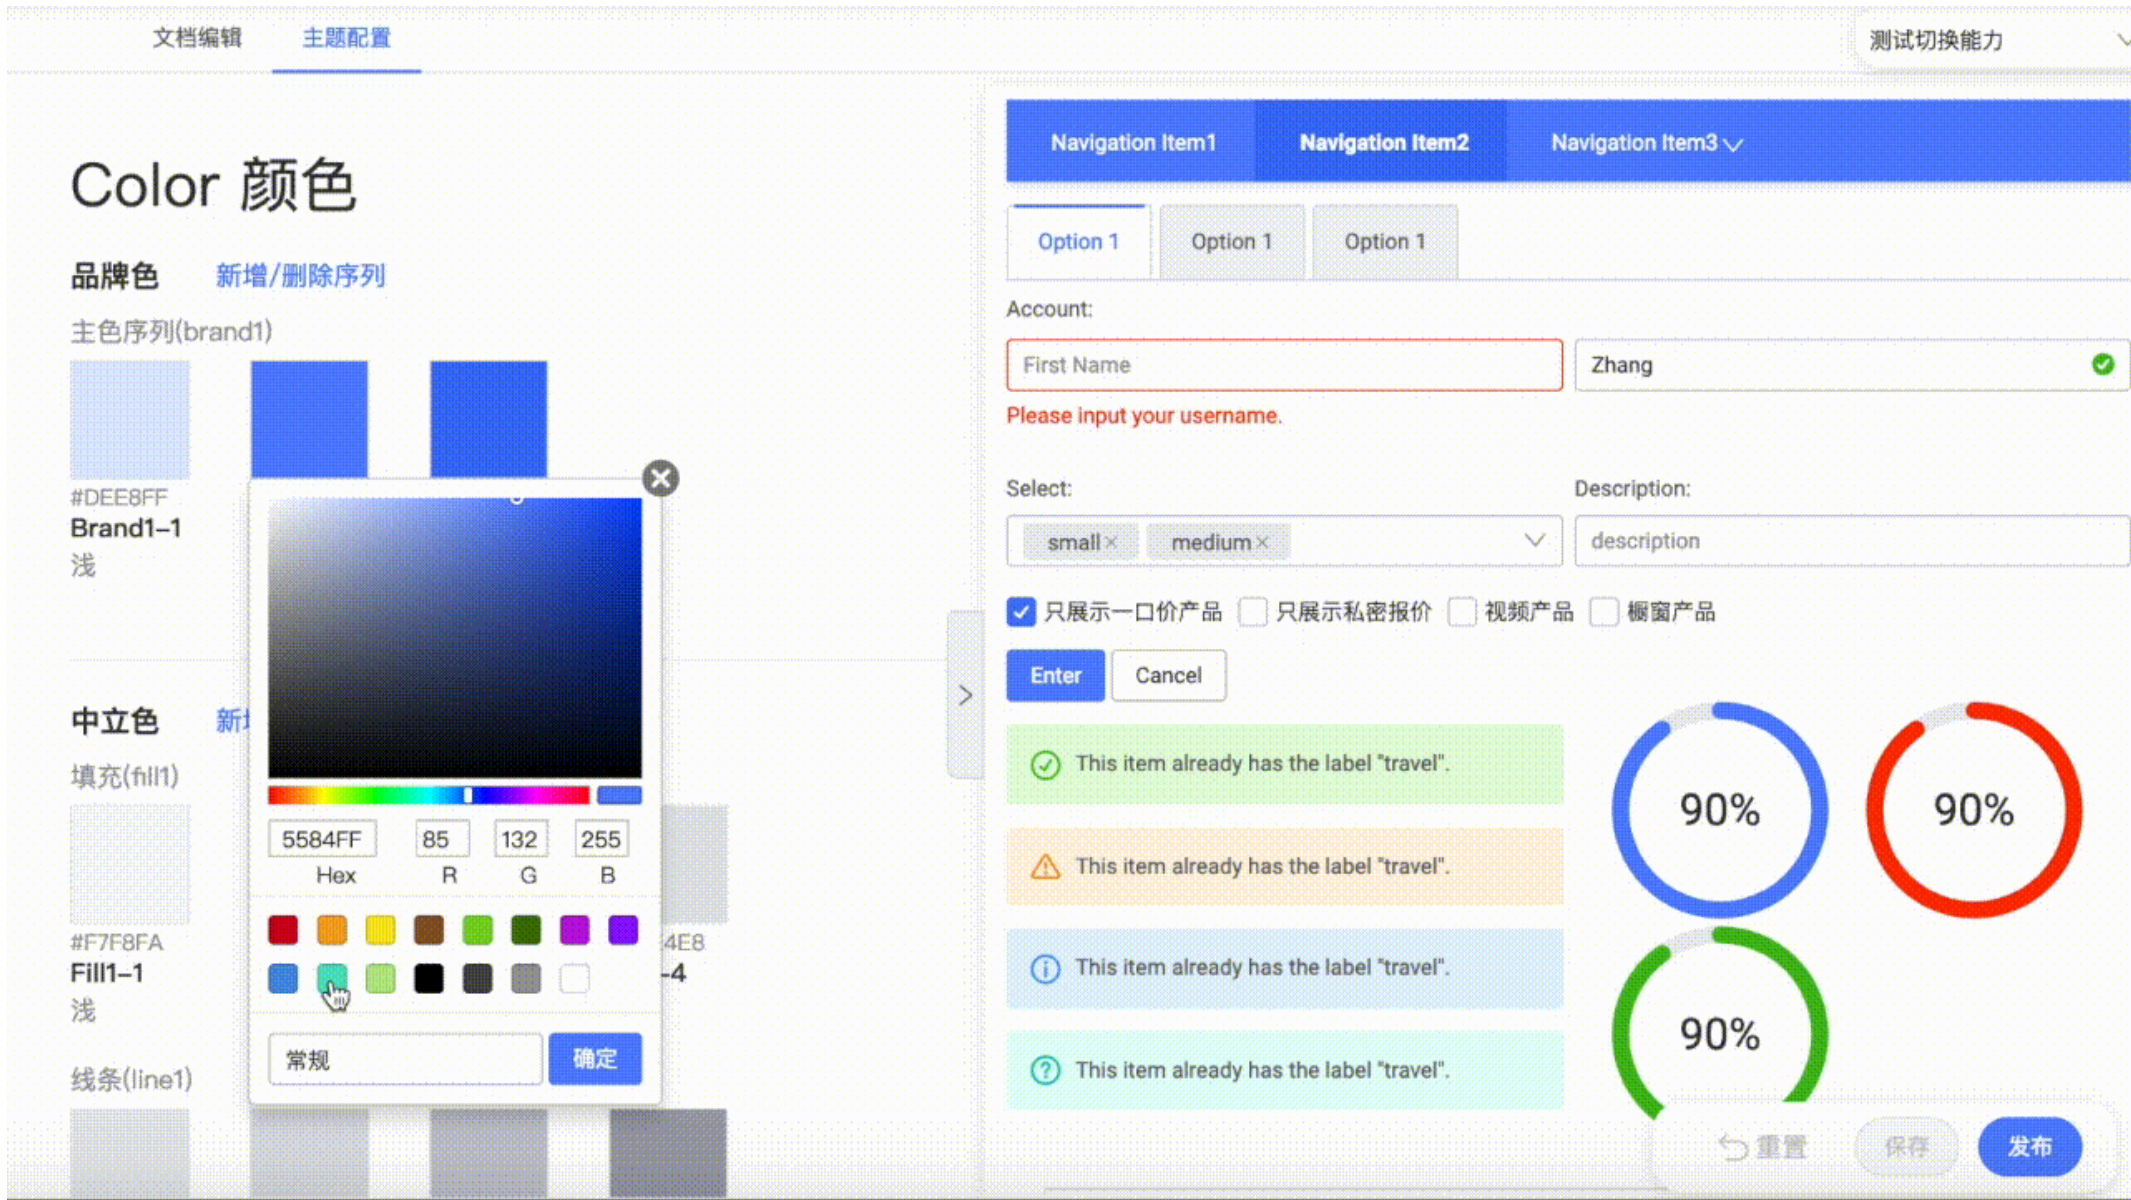 文档编辑
主题配置
测试切换能力
Color 颜色
品牌色
新增/删除序列
主色序列(brand1)
#DEE8FF
Brand1-1
浅
5584FF
85
132
255
Hex
R
G
B
常规
确定
中立色
新
填充(fill1)
#F7F8FA
Fill1-1
浅
4E8
-4
线条(line1)
Navigation Item1
Navigation Item2
Navigation Item3
Option 1
Option 1
Option 1
Account:
First Name
Zhang
Please input your username.
Select:
Description:
small
medium
description
只展示一口价产品
只展示私密报价
视频产品
橱窗产品
Enter
Cancel
This item already has the label "travel".
This item already has the label "travel".
This item already has the label "travel".
This item already has the label "travel".
90%
90%
90%
重置
保存
发布